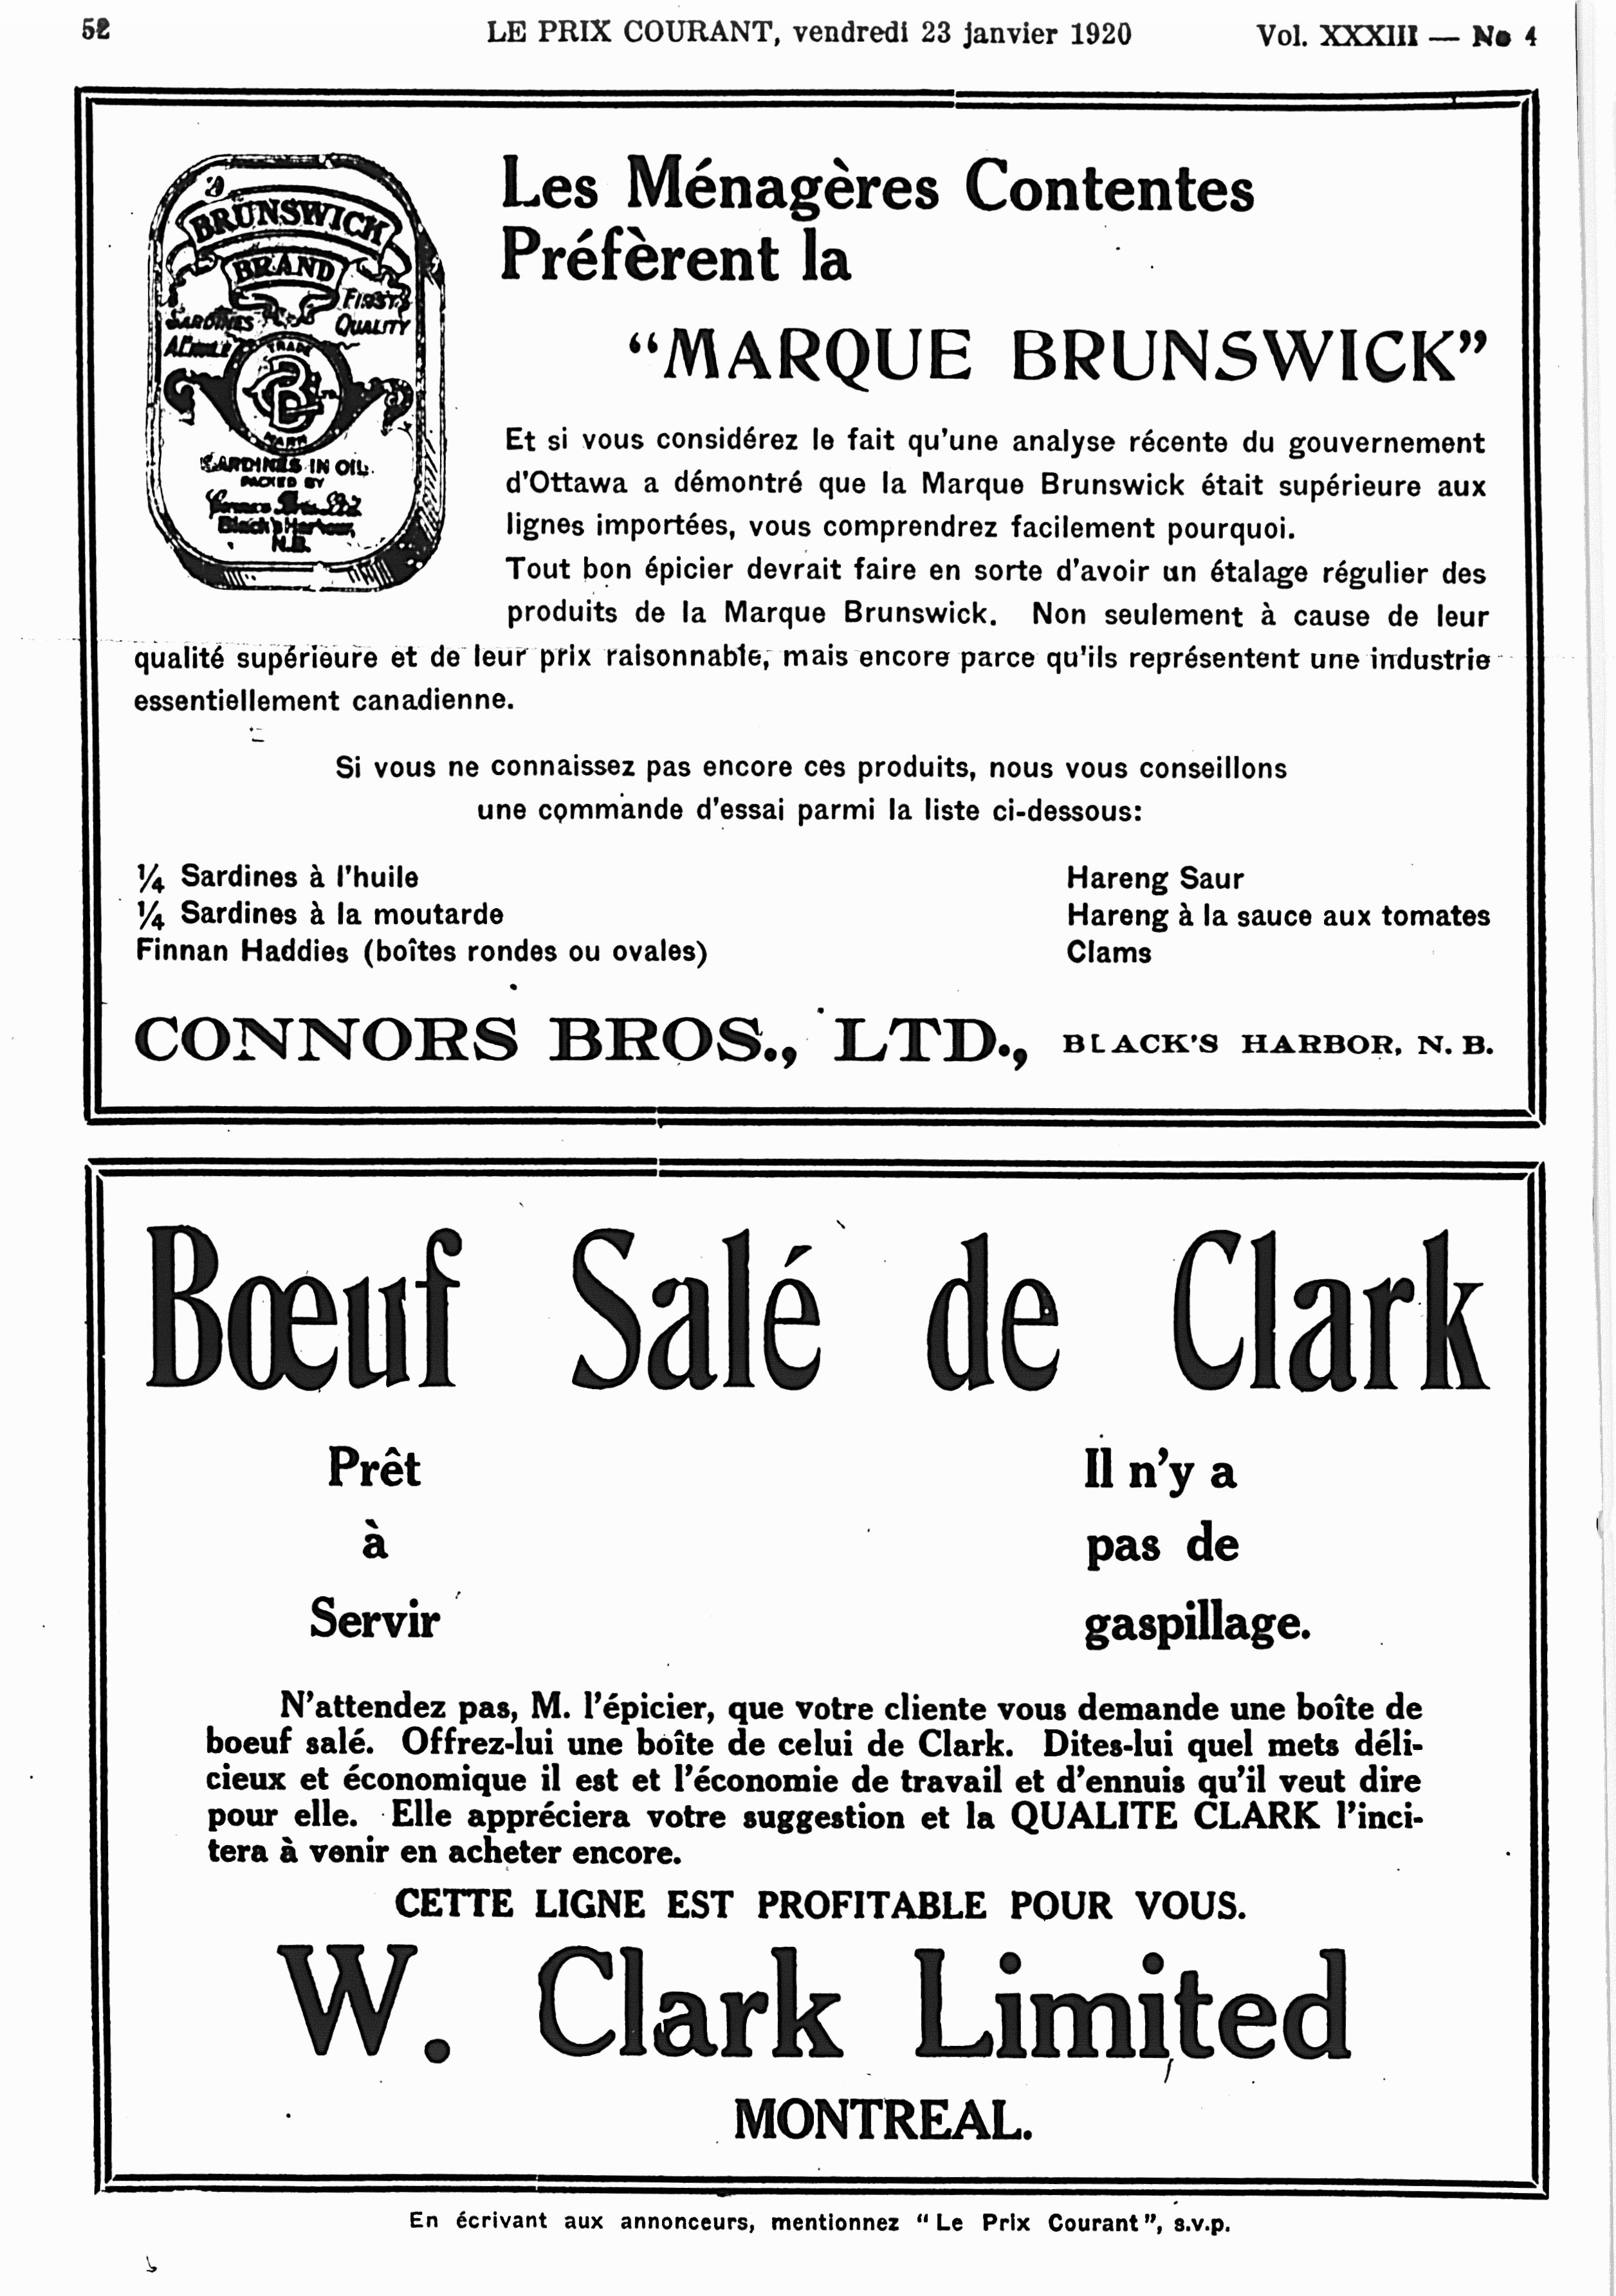 52
LE PRIX COURANT, vendredi 23 janvier 1920
Vol. XXXIII — No 4
BRUNSWICK
BRAND
SARDINES
FIRST
QUALITY
TRADE
MARK
SARDINES IN OIL.
PACKED BY
Connors Bros. Ltd
Black's Harbour,
N.B.
Les Ménagères Contentes
Préfèrent la
“MARQUE BRUNSWICK”
Et si vous considérez le fait qu'une analyse récente du gouvernement
d'Ottawa a démontré que la Marque Brunswick était supérieure aux
lignes importées, vous comprendrez facilement pourquoi.
Tout bon épicier devrait faire en sorte d'avoir un étalage régulier des
produits de la Marque Brunswick. Non seulement à cause de leur
qualité supérieure et de leur prix raisonnable, mais encore parce qu'ils représentent une industrie
essentiellement canadienne.
Si vous ne connaissez pas encore ces produits, nous vous conseillons
une commande d'essai parmi la liste ci-dessous:
¼ Sardines à l'huile
¼ Sardines à la moutarde
Finnan Haddies (boîtes rondes ou ovales)
Hareng Saur
Hareng à la sauce aux tomates
Clams
CONNORS BROS., LTD., BLACK'S HARBOR, N. B.
Bœuf Salé de Clark
Prêt
à
Servir
Il n'y a
pas de
gaspillage.
N'attendez pas, M. l'épicier, que votre cliente vous demande une boîte de
boeuf salé. Offrez-lui une boîte de celui de Clark. Dites-lui quel mets déli-
cieux et économique il est et l'économie de travail et d'ennuis qu'il veut dire
pour elle. Elle appréciera votre suggestion et la QUALITE CLARK l'inci-
tera à venir en acheter encore.
CETTE LIGNE EST PROFITABLE POUR VOUS.
W. Clark Limited
MONTREAL.
En écrivant aux annonceurs, mentionnez “Le Prix Courant”, s.v.p.